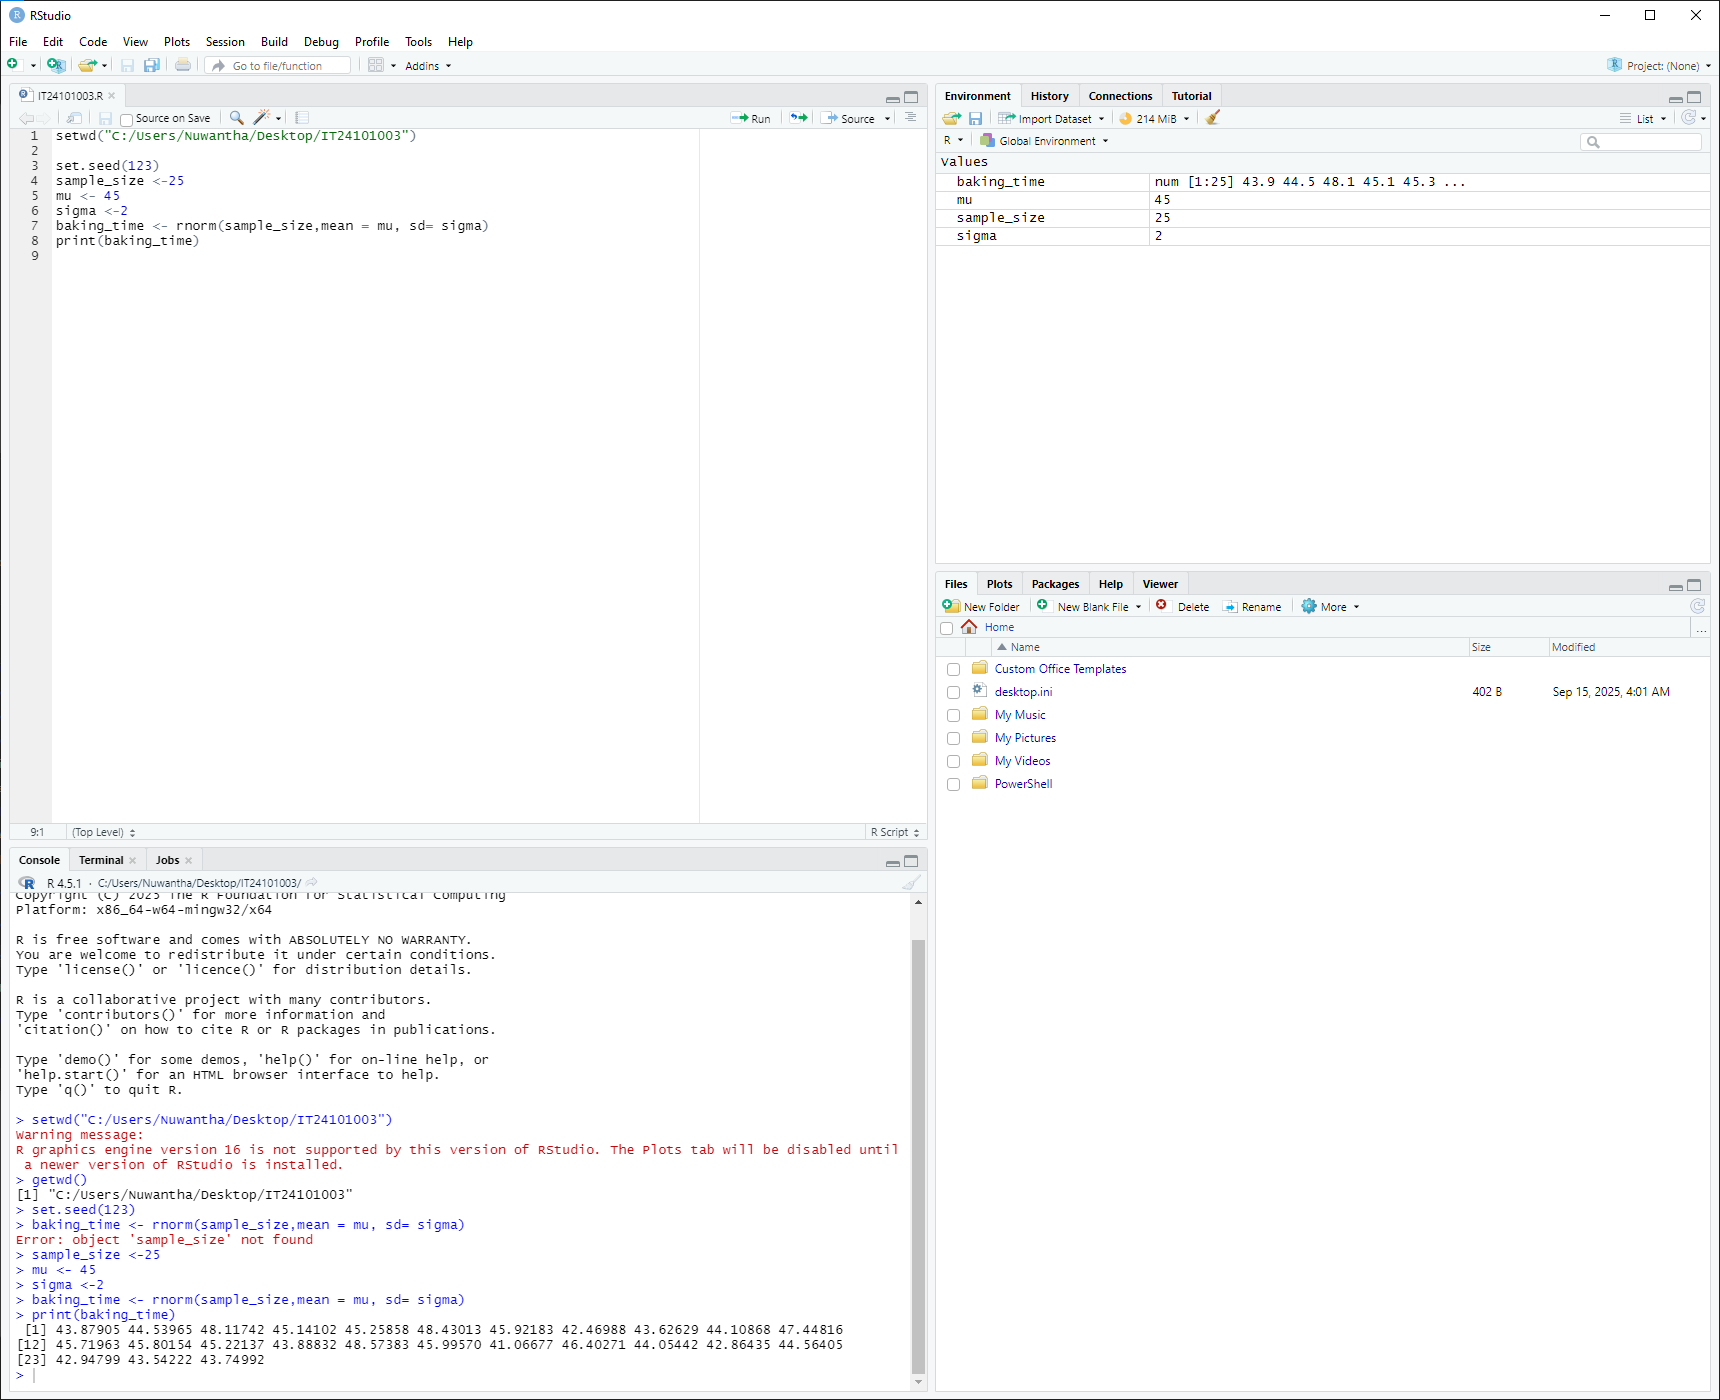 RStudio
File Edit Code View Plots Session Build Debug Profile Tools Help
Go to file/function Addins Project: (None)
IT24101003.R
Source on Save Run Source
1 setwd("C:/Users/Nuwantha/Desktop/IT24101003")
2
3 set.seed(123)
4 sample_size <-25
5 mu <- 45
6 sigma <-2
7 baking_time <- rnorm(sample_size,mean = mu, sd= sigma)
8 print(baking_time)
9
9:1 (Top Level) R Script
Console Terminal Jobs
R 4.5.1 · C:/Users/Nuwantha/Desktop/IT24101003/
Copyright (C) 2025 The R Foundation for Statistical Computing
Platform: x86_64-w64-mingw32/x64
R is free software and comes with ABSOLUTELY NO WARRANTY.
You are welcome to redistribute it under certain conditions.
Type 'license()' or 'licence()' for distribution details.
R is a collaborative project with many contributors.
Type 'contributors()' for more information and
'citation()' on how to cite R or R packages in publications.
Type 'demo()' for some demos, 'help()' for on-line help, or
'help.start()' for an HTML browser interface to help.
Type 'q()' to quit R.
> setwd("C:/Users/Nuwantha/Desktop/IT24101003")
Warning message:
R graphics engine version 16 is not supported by this version of RStudio. The Plots tab will be disabled until
a newer version of RStudio is installed.
> getwd()
[1] "C:/Users/Nuwantha/Desktop/IT24101003"
> set.seed(123)
> baking_time <- rnorm(sample_size,mean = mu, sd= sigma)
Error: object 'sample_size' not found
> sample_size <-25
> mu <- 45
> sigma <-2
> baking_time <- rnorm(sample_size,mean = mu, sd= sigma)
> print(baking_time)
[1] 43.87905 44.53965 48.11742 45.14102 45.25858 48.43013 45.92183 42.46988 43.62629 44.10868 47.44816
[12] 45.71963 45.80154 45.22137 43.88832 48.57383 45.99570 41.06677 46.40271 44.05442 42.86435 44.56405
[23] 42.94799 43.54222 43.74992
>
Environment History Connections Tutorial
Import Dataset 214 MiB List
R Global Environment
Values
baking_time num [1:25] 43.9 44.5 48.1 45.1 45.3 ...
mu 45
sample_size 25
sigma 2
Files Plots Packages Help Viewer
New Folder New Blank File Delete Rename More
Home ...
Name Size Modified
Custom Office Templates
desktop.ini 402 B Sep 15, 2025, 4:01 AM
My Music
My Pictures
My Videos
PowerShell